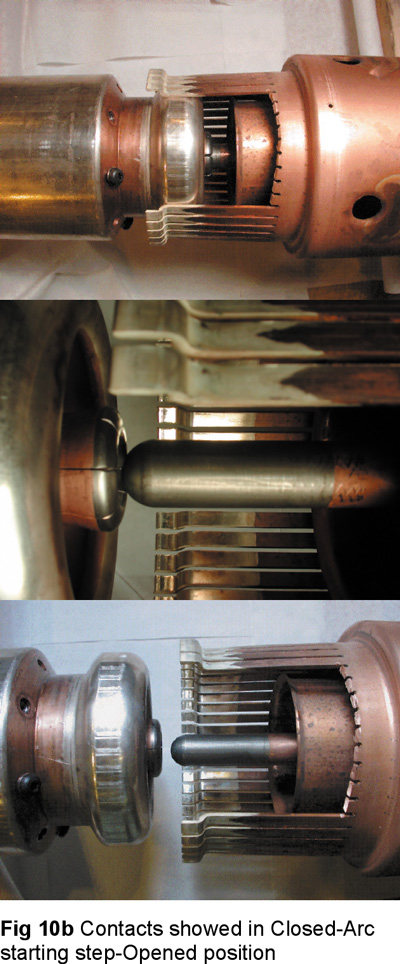 Fig 10b Contacts showed in Closed-Arc
starting step-Opened position